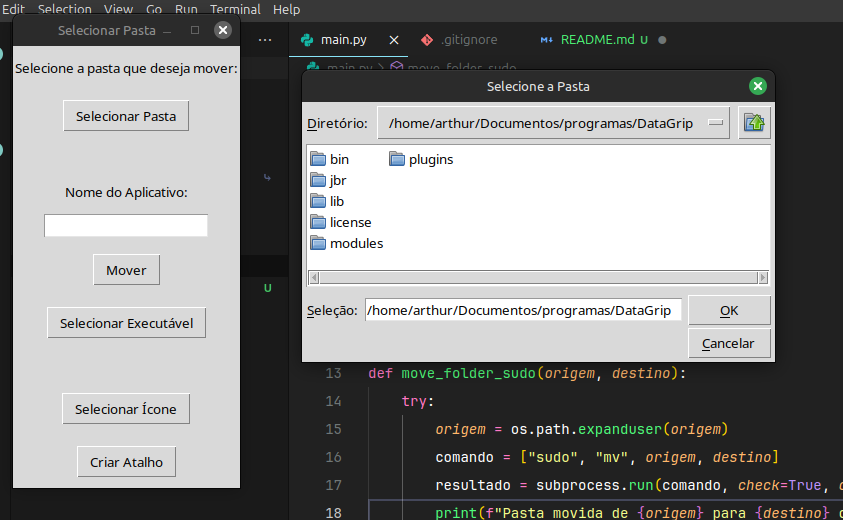 Edit Selection View Go Run Terminal Help
Selecionar Pasta
Selecione a pasta que deseja mover:
Selecionar Pasta
Nome do Aplicativo:
Mover
Selecionar Executável
Selecionar Ícone
Criar Atalho
main.py
.gitignore
README.md U
main.py > move_folder_sudo
U
Selecione a Pasta
Diretório: /home/arthur/Documentos/programas/DataGrip
bin plugins
jbr
lib
license
modules
Seleção: /home/arthur/Documentos/programas/DataGrip OK
Cancelar
13 def move_folder_sudo(origem, destino):
14 try:
15 origem = os.path.expanduser(origem)
16 comando = ["sudo", "mv", origem, destino]
17 resultado = subprocess.run(comando, check=True,
18 print(f"Pasta movida de {origem} para {destino}